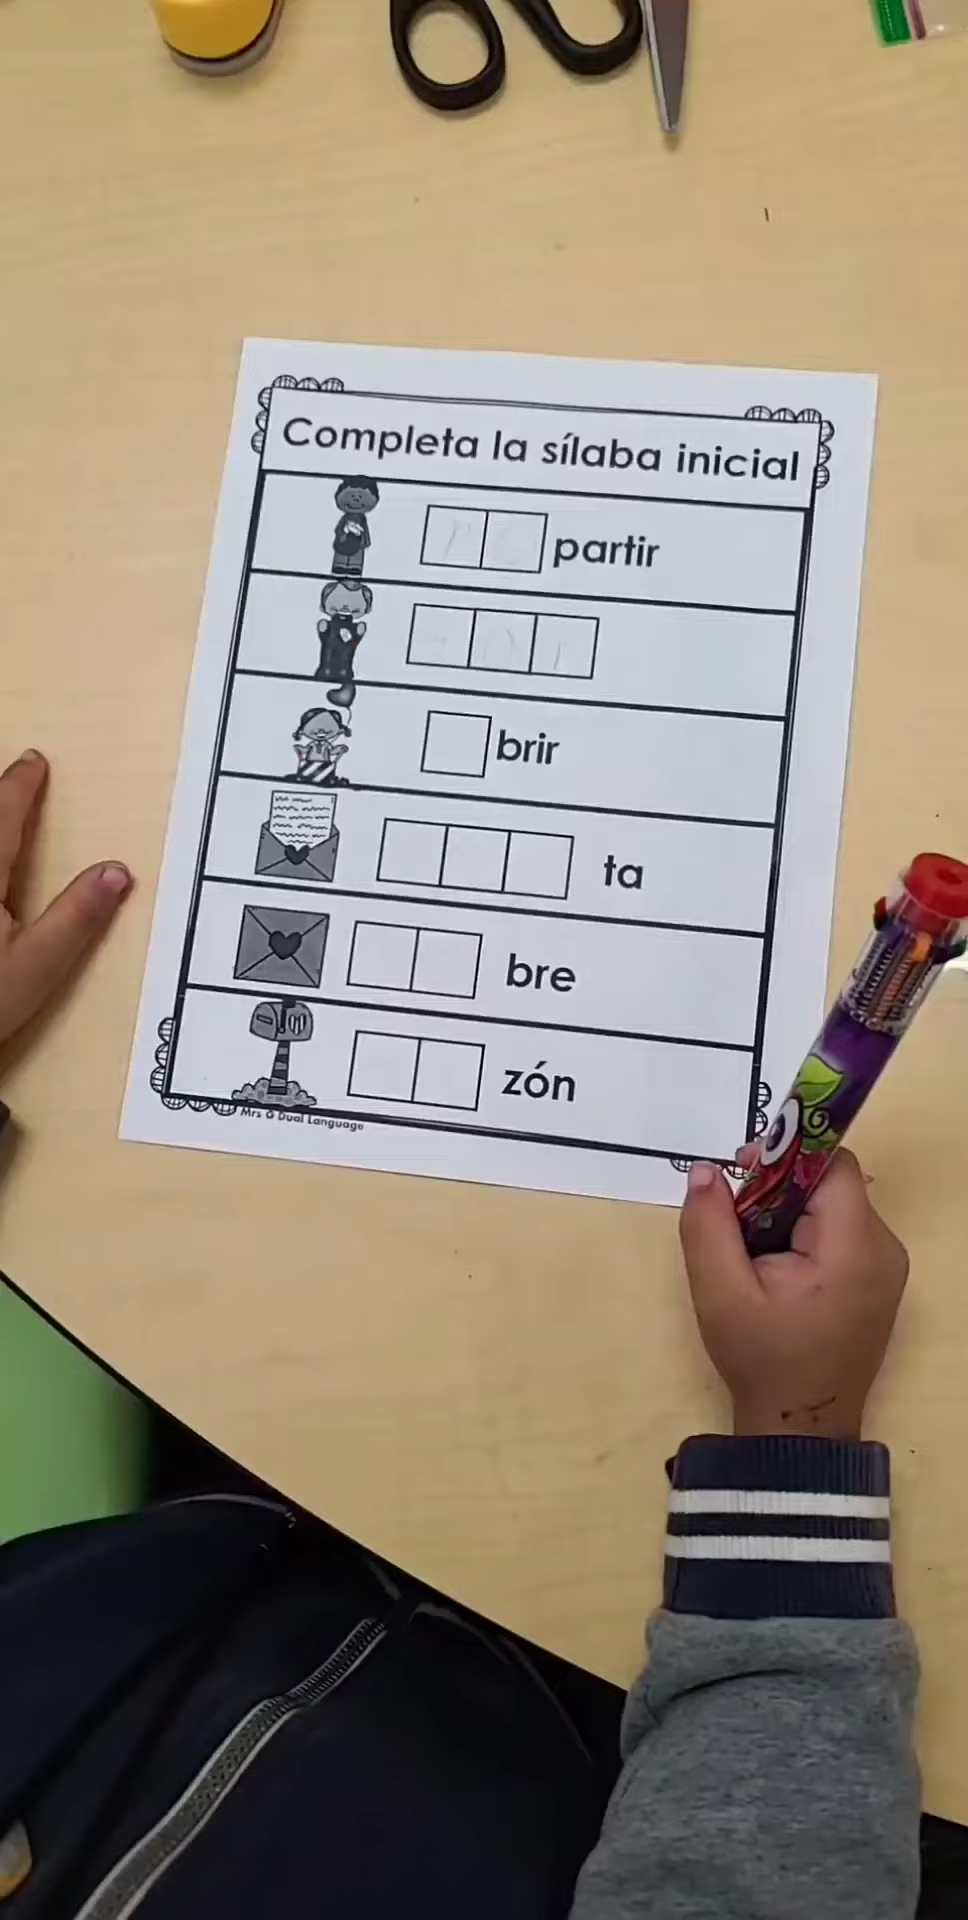 Completa la sílaba inicial
partir
brir
ta
bre
zón
Mrs G Dual Language